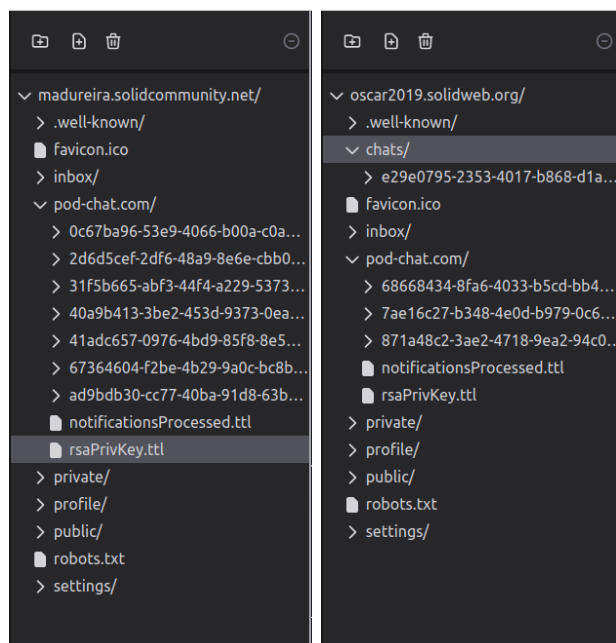 madureira.solidcommunity.net/
.well-known/
favicon.ico
inbox/
pod-chat.com/
0c67ba96-53e9-4066-b00a-c0a...
2d6d5cef-2df6-48a9-8e6e-cbb0...
31f5b665-abf3-44f4-a229-5373...
40a9b413-3be2-453d-9373-0ea...
41adc657-0976-4bd9-85f8-8e5...
67364604-f2be-4b29-9a0c-bc8b...
ad9bdb30-cc77-40ba-91d8-63b...
notificationsProcessed.ttl
rsaPrivKey.ttl
private/
profile/
public/
robots.txt
settings/
oscar2019.solidweb.org/
.well-known/
chats/
e29e0795-2353-4017-b868-d1a...
favicon.ico
inbox/
pod-chat.com/
68668434-8fa6-4033-b5cd-bb4...
7ae16c27-b348-4e0d-b979-0c6...
871a48c2-3ae2-4718-9ea2-94c0...
notificationsProcessed.ttl
rsaPrivKey.ttl
private/
profile/
public/
robots.txt
settings/